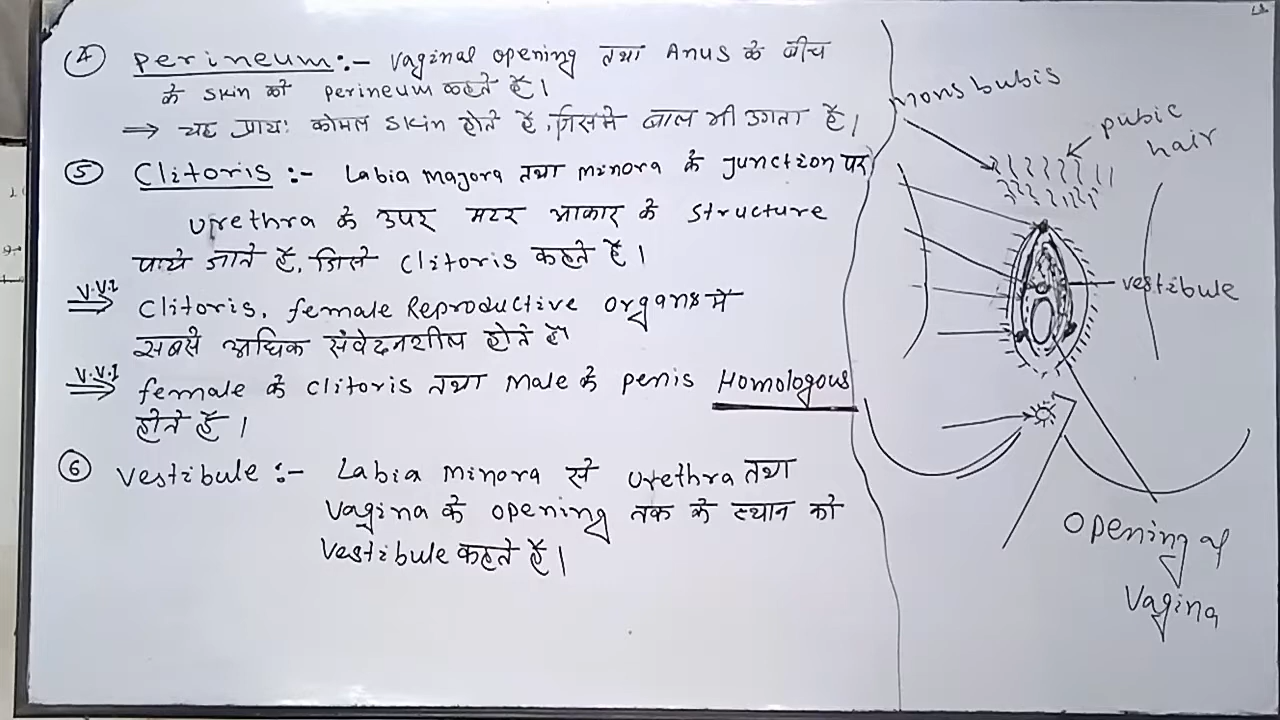 ④ Perineum :- Vaginal opening तथा Anus के बीच
के skin को perineum कहते हैं।
⇒ यह प्रायः कोमल skin होते हैं, जिसमे बाल भी उगता हैं।
⑤ Clitoris :- Labia majora तथा minora के junction पर
urethra के उपर मटर आकार के structure
पाये जाते हैं, जिसे clitoris कहते हैं।
V.V.I ⇒ Clitoris, female Reproductive organs में
सबसे अधिक संवेदनशील होते हैं
V.V.I ⇒ female के clitoris तथा male के penis Homologous
होते हैं।
⑥ Vestibule :- Labia minora से urethra तथा
Vagina के opening तक के स्थान को
Vestibule कहते हैं।
mons bubis
pubic
hair
vestibule
opening of
Vagina